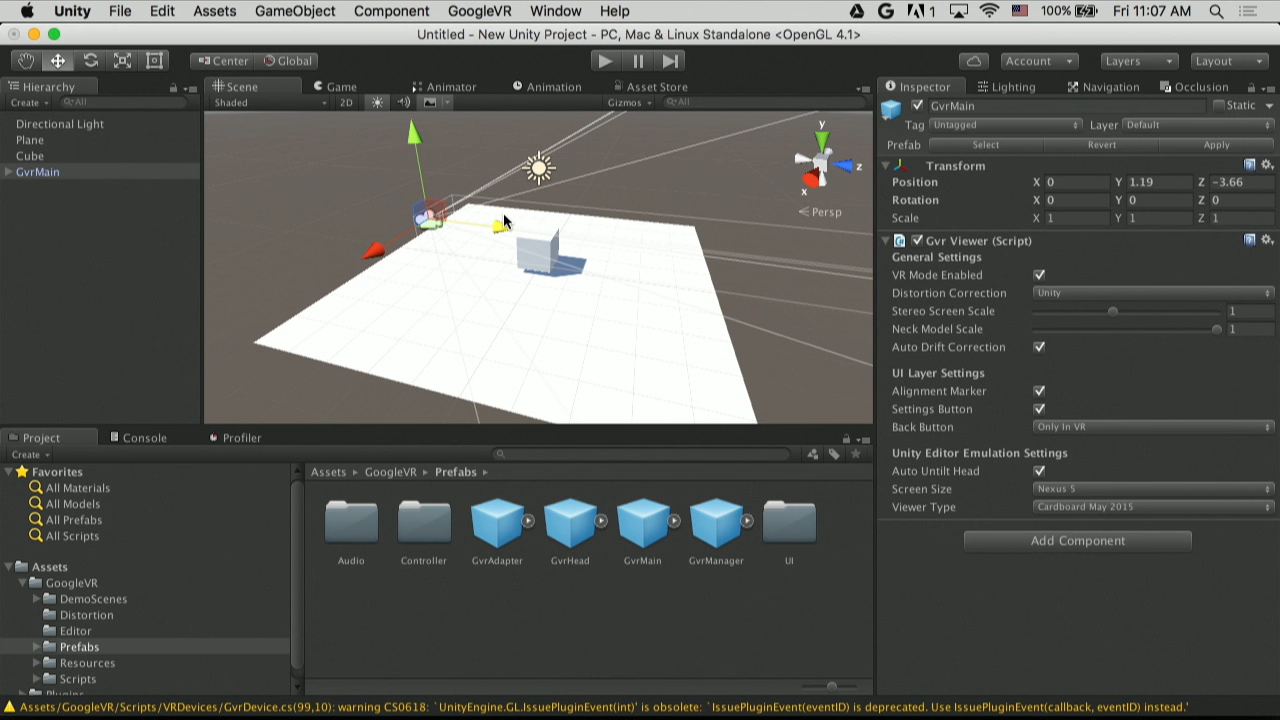 Unity File Edit Assets GameObject Component GoogleVR Window Help 1 100% Fri 11:07 AM
Untitled - New Unity Project - PC, Mac & Linux Standalone <OpenGL 4.1>
Center Global Account Layers Layout
Hierarchy Scene Game Animator Animation Asset Store Inspector Lighting Navigation Occlusion
Create All Shaded 2D Gizmos All GvrMain Static
Tag Untagged Layer Default
Directional Light
Plane
Cube
GvrMain
y
z
x
Persp
Prefab Select Revert Apply
Transform
Position X 0 Y 1.19 Z -3.66
Rotation X 0 Y 0 Z 0
Scale X 1 Y 1 Z 1
Gvr Viewer (Script)
General Settings
VR Mode Enabled
Distortion Correction Unity
Stereo Screen Scale 1
Neck Model Scale 1
Auto Drift Correction
UI Layer Settings
Alignment Marker
Settings Button
Back Button Only In VR
Unity Editor Emulation Settings
Auto Untilt Head
Screen Size Nexus 5
Viewer Type Cardboard May 2015
Add Component
Project Console Profiler
Create
Favorites
All Materials
All Models
All Prefabs
All Scripts
Assets
GoogleVR
DemoScenes
Distortion
Editor
Prefabs
Resources
Scripts
Plugins
Assets GoogleVR Prefabs
Audio Controller GvrAdapter GvrHead GvrMain GvrManager UI
Assets/GoogleVR/Scripts/VRDevices/GvrDevice.cs(99,10): warning CS0618: `UnityEngine.GL.IssuePluginEvent(int)' is obsolete: `IssuePluginEvent(eventID) is deprecated. Use IssuePluginEvent(callback, eventID) instead.'